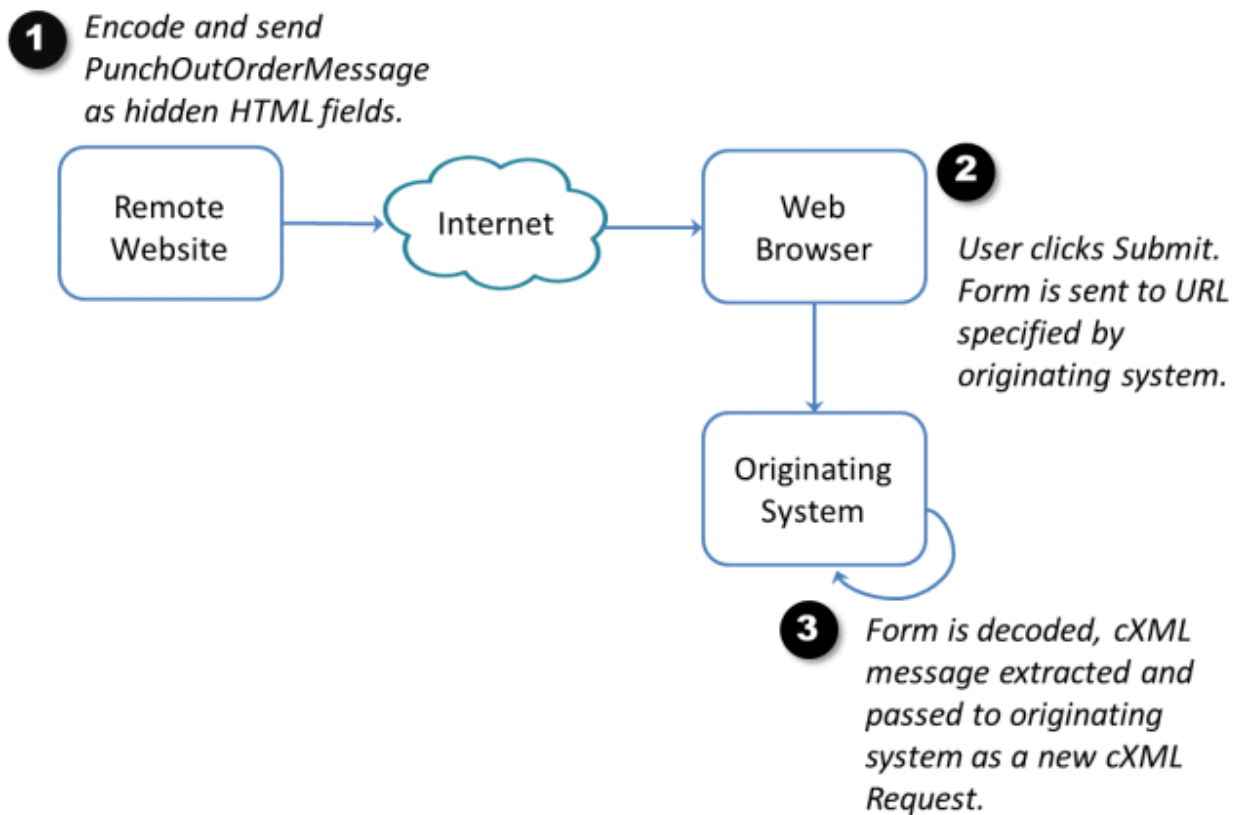 1
Encode and send
PunchOutOrderMessage
as hidden HTML fields.
Remote
Website
Internet
Web
Browser
2
User clicks Submit.
Form is sent to URL
specified by
originating system.
Originating
System
3
Form is decoded, cXML
message extracted and
passed to originating
system as a new cXML
Request.